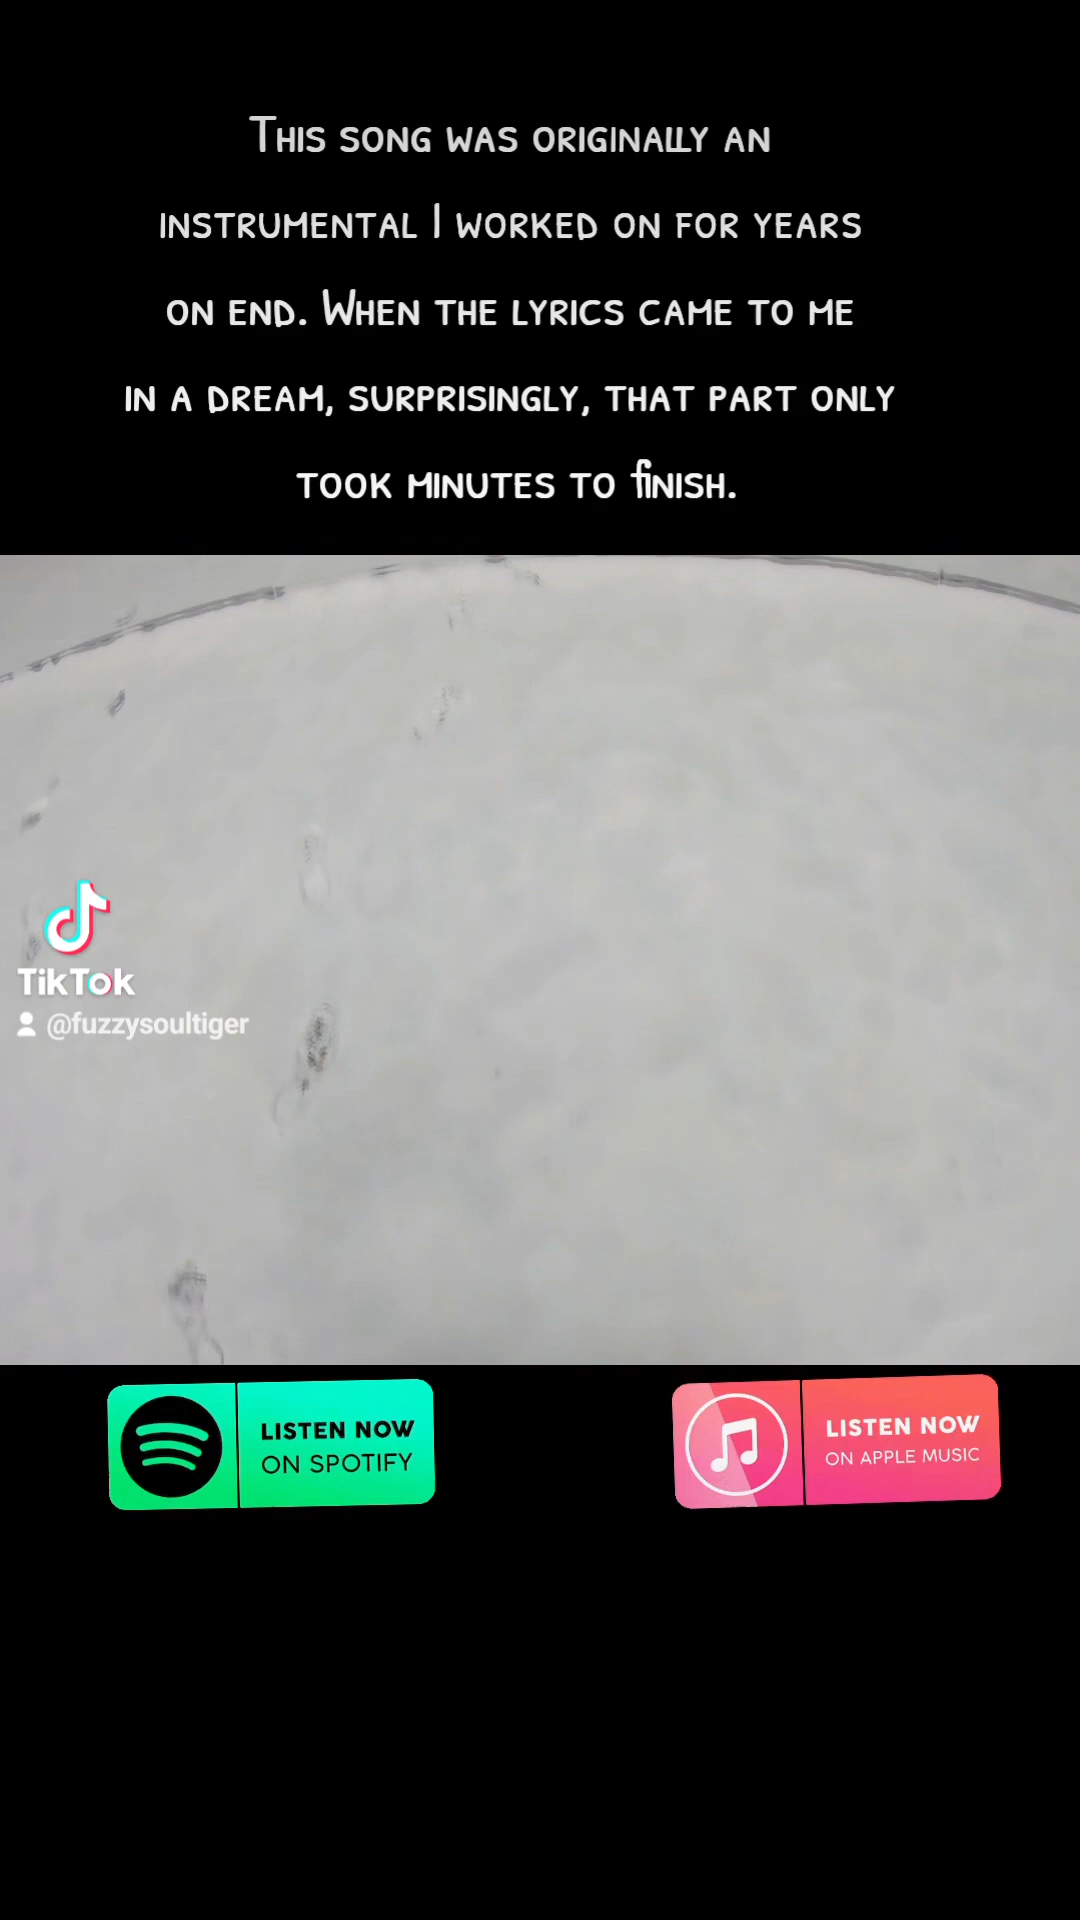 This song was originally an
instrumental I worked on for years
on end. When the lyrics came to me
in a dream, surprisingly, that part only
took minutes to finish.
TikTok
@fuzzysoultiger
LISTEN NOW
ON SPOTIFY
LISTEN NOW
ON APPLE MUSIC